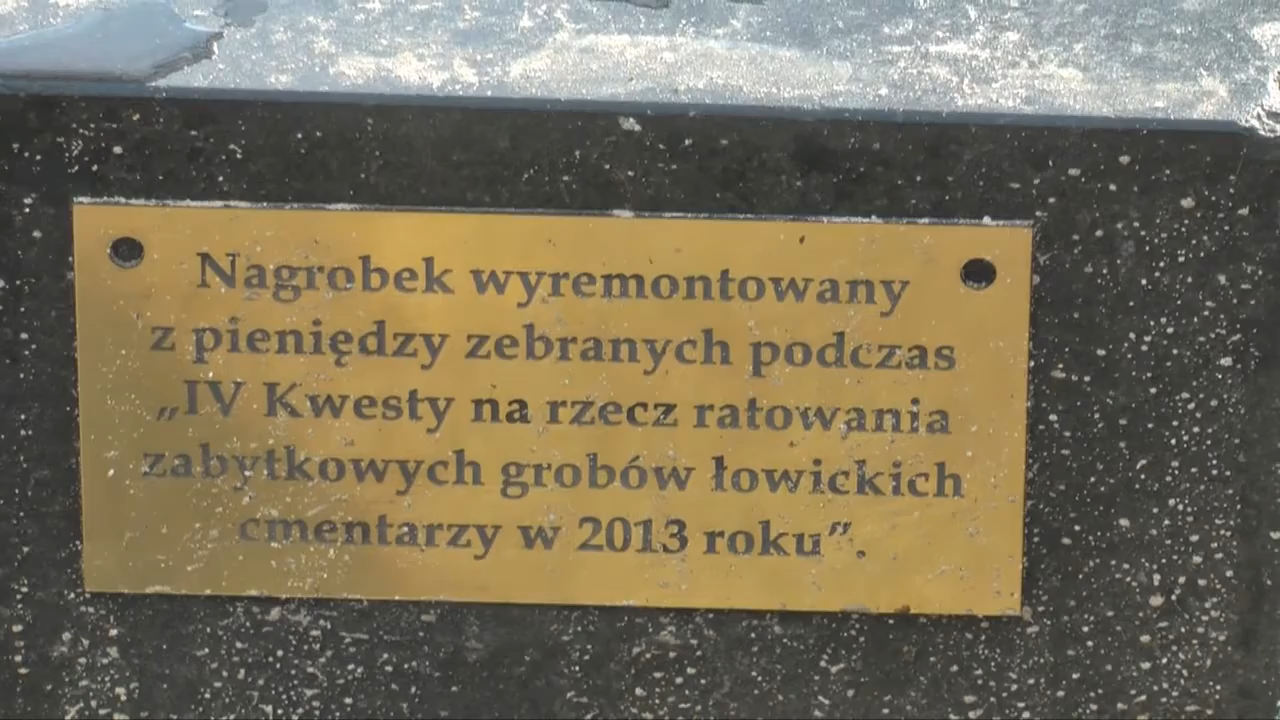 Nagrobek wyremontowany
z pieniędzy zebranych podczas
„IV Kwesty na rzecz ratowania
zabytkowych grobów łowickich
cmentarzy w 2013 roku”.